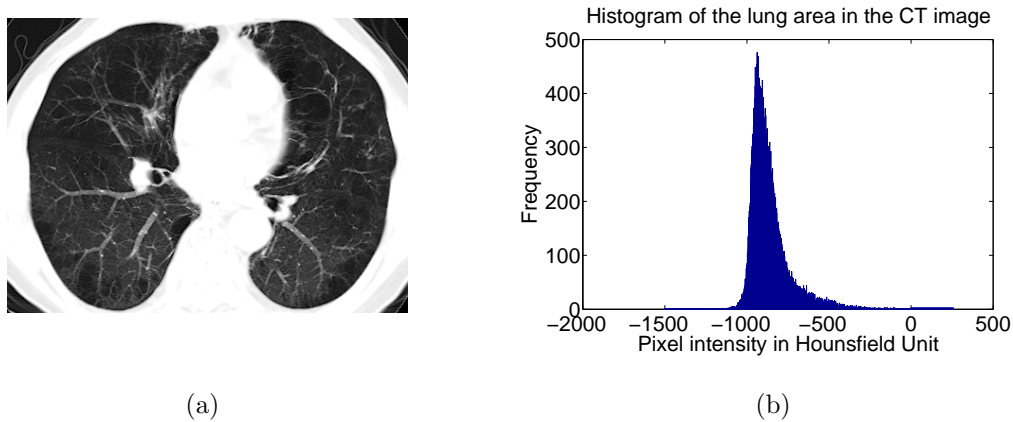 Histogram of the lung area in the CT image
500
400
300
200
100
0
Frequency
−2000 −1500 −1000 −500 0 500
Pixel intensity in Hounsfield Unit
(a) (b)